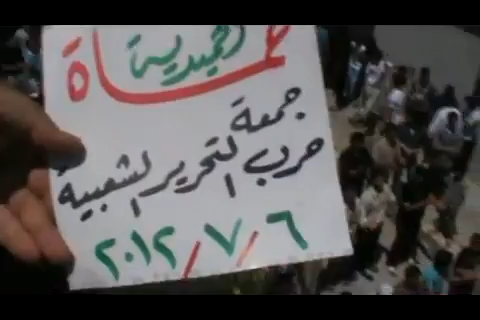 حماة
الحميدية
جمعة
حرب التحرير الشعبية
٢٠١٢/٧/٦